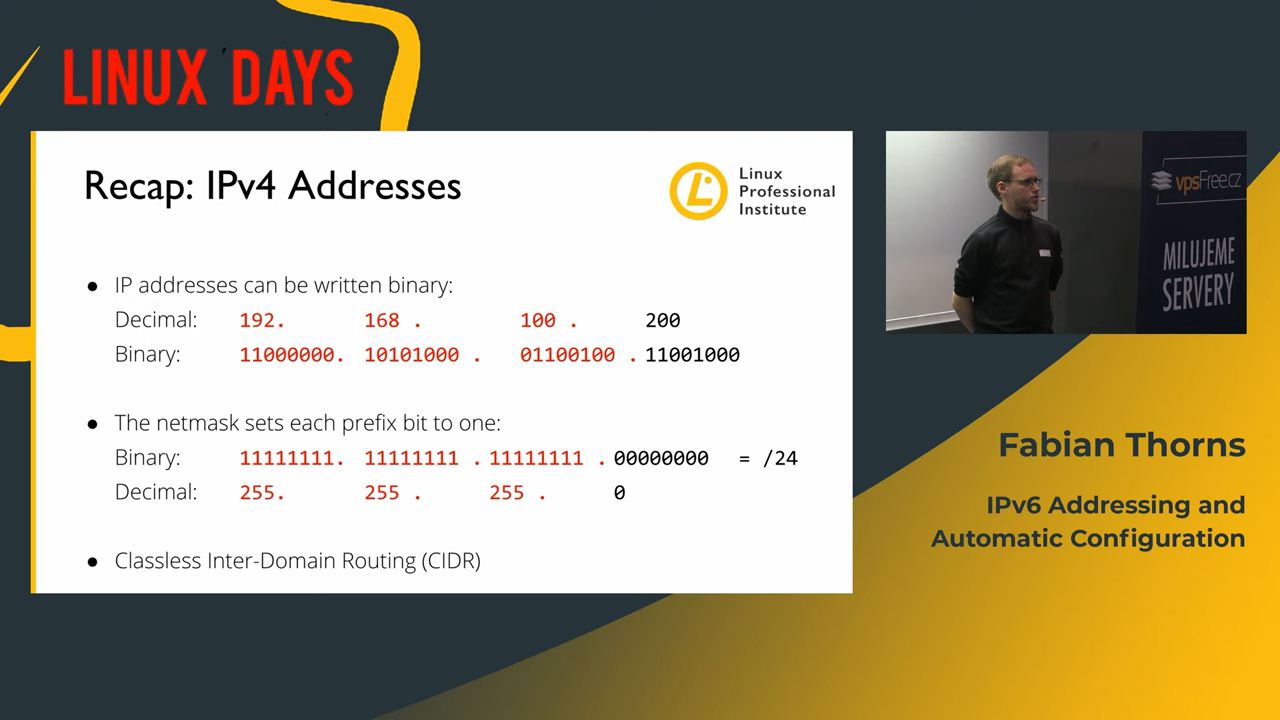 LINUX DAYS
Recap: IPv4 Addresses
Linux
Professional
Institute
● IP addresses can be written binary:
Decimal: 192. 168 . 100 . 200
Binary: 11000000. 10101000 . 01100100 . 11001000
● The netmask sets each prefix bit to one:
Binary: 11111111. 11111111 . 11111111 . 00000000 = /24
Decimal: 255. 255 . 255 . 0
● Classless Inter-Domain Routing (CIDR)
vpsFree.cz
MILUJEME
SERVERY
Fabian Thorns
IPv6 Addressing and
Automatic Configuration